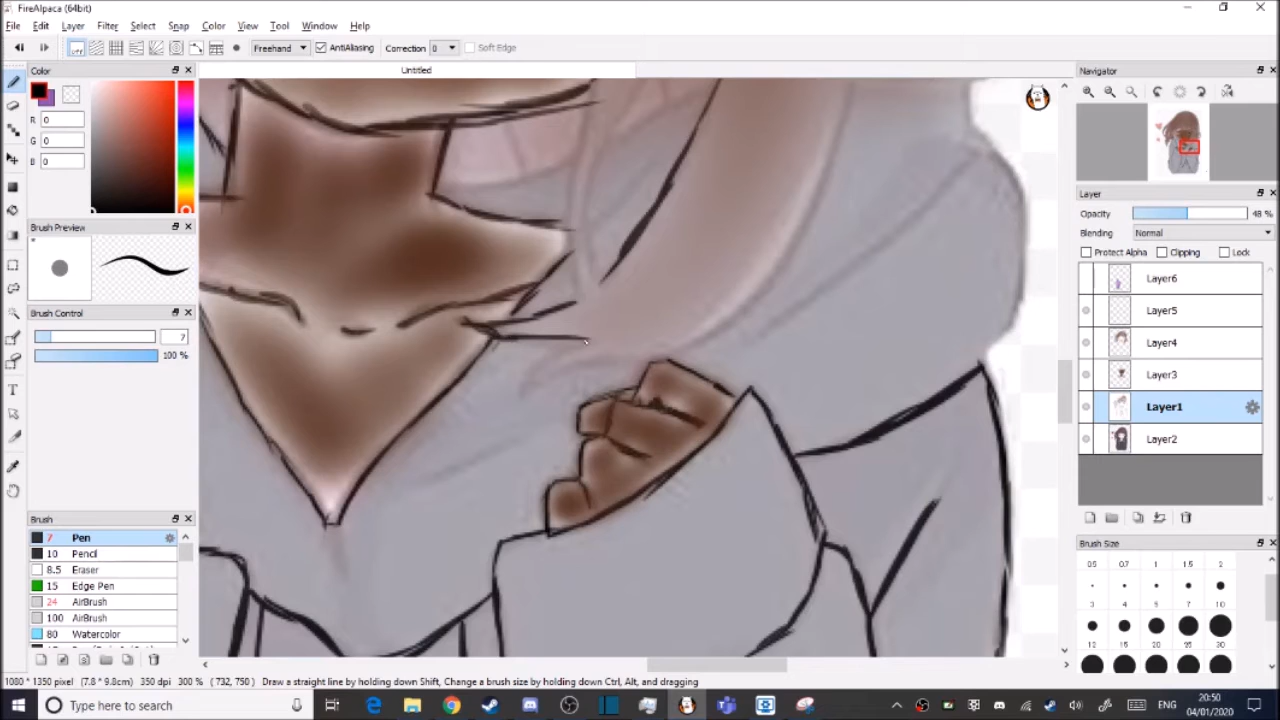 FireAlpaca (64bit)
File Edit Layer Filter Select Snap Color View Tool Window Help
OFF Freehand AntiAliasing Correction 0 Soft Edge
Color
Untitled
Navigator
R 0
G 0
B 0
Layer
Opacity 48 %
Blending Normal
Brush Preview
Protect Alpha Clipping Lock
Layer6
Layer5
Brush Control
7
Layer4
100 %
Layer3
Layer1
Layer2
Brush
7 Pen
10 Pencil
8.5 Eraser
15 Edge Pen
24 AirBrush
100 AirBrush
80 Watercolor
Brush Size
0.5 0.7 1 1.5 2
3 4 5 7 10
12 15 20 25 30
1080 * 1350 pixel (7.8 * 9.8cm) 350 dpi 300 % ( 732, 750 ) Draw a straight line by holding down Shift, Change a brush size by holding down Ctrl, Alt, and dragging
Type here to search
ENG
20:50
04/01/2020